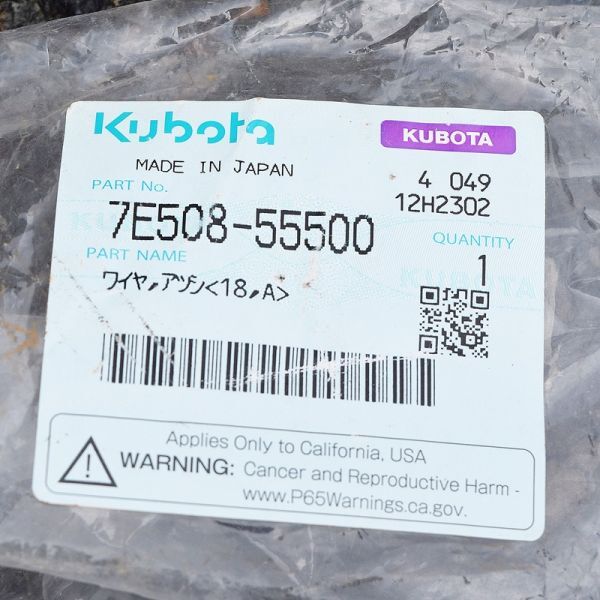 Kubota
KUBOTA
MADE IN JAPAN
4 049
PART No.
12H2302
7E508-55500
QUANTITY
PART NAME
1
ワイヤ,アツシ<18,A>
Applies Only to California, USA
WARNING: Cancer and Reproductive Harm -
www.P65Warnings.ca.gov.